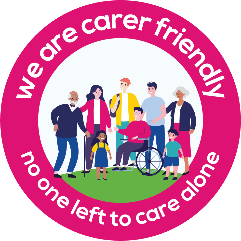 we are carer friendly
no one left to care alone